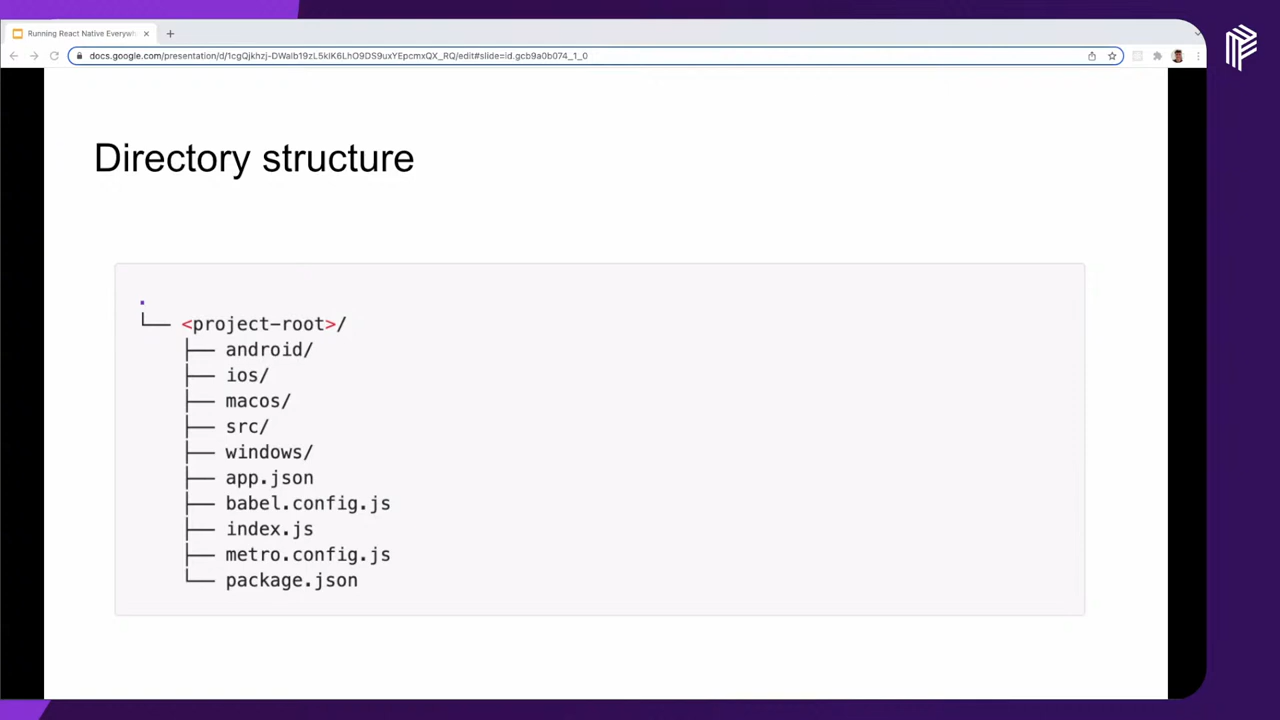 Running React Native Everywh
docs.google.com/presentation/d/1cgQjkhzj-DWalb19zL5kIK6LhO9DS9uxYEpcmxQX_RQ/edit#slide=id.gcb9a0b074_1_0
Directory structure
.
└── <project-root>/
├── android/
├── ios/
├── macos/
├── src/
├── windows/
├── app.json
├── babel.config.js
├── index.js
├── metro.config.js
└── package.json